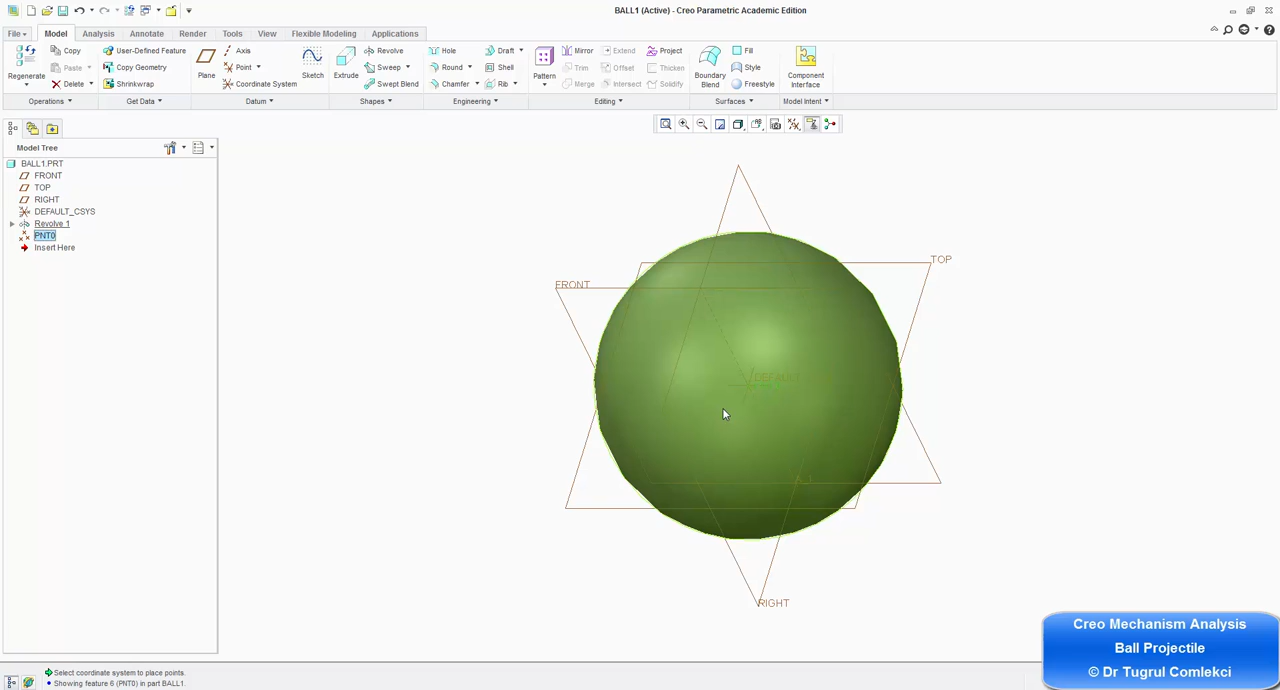 BALL1 (Active) - Creo Parametric Academic Edition
File Model Analysis Annotate Render Tools View Flexible Modeling Applications
Regenerate
Copy
Paste
Delete
Operations
User-Defined Feature
Copy Geometry
Shrinkwrap
Get Data
Plane
Axis
Point
Coordinate System
Datum
Sketch
Extrude
Revolve
Sweep
Swept Blend
Shapes
Hole
Round
Chamfer
Draft
Shell
Rib
Engineering
Pattern
Mirror
Trim
Merge
Extend
Offset
Intersect
Project
Thicken
Solidify
Editing
Boundary
Blend
Fill
Style
Freestyle
Surfaces
Component
Interface
Model Intent
Model Tree
BALL1.PRT
FRONT
TOP
RIGHT
DEFAULT_CSYS
Revolve 1
PNT0
Insert Here
TOP
FRONT
RIGHT
Select coordinate system to place points.
Showing feature 6 (PNT0) in part BALL1.
Creo Mechanism Analysis
Ball Projectile
© Dr Tugrul Comlekci